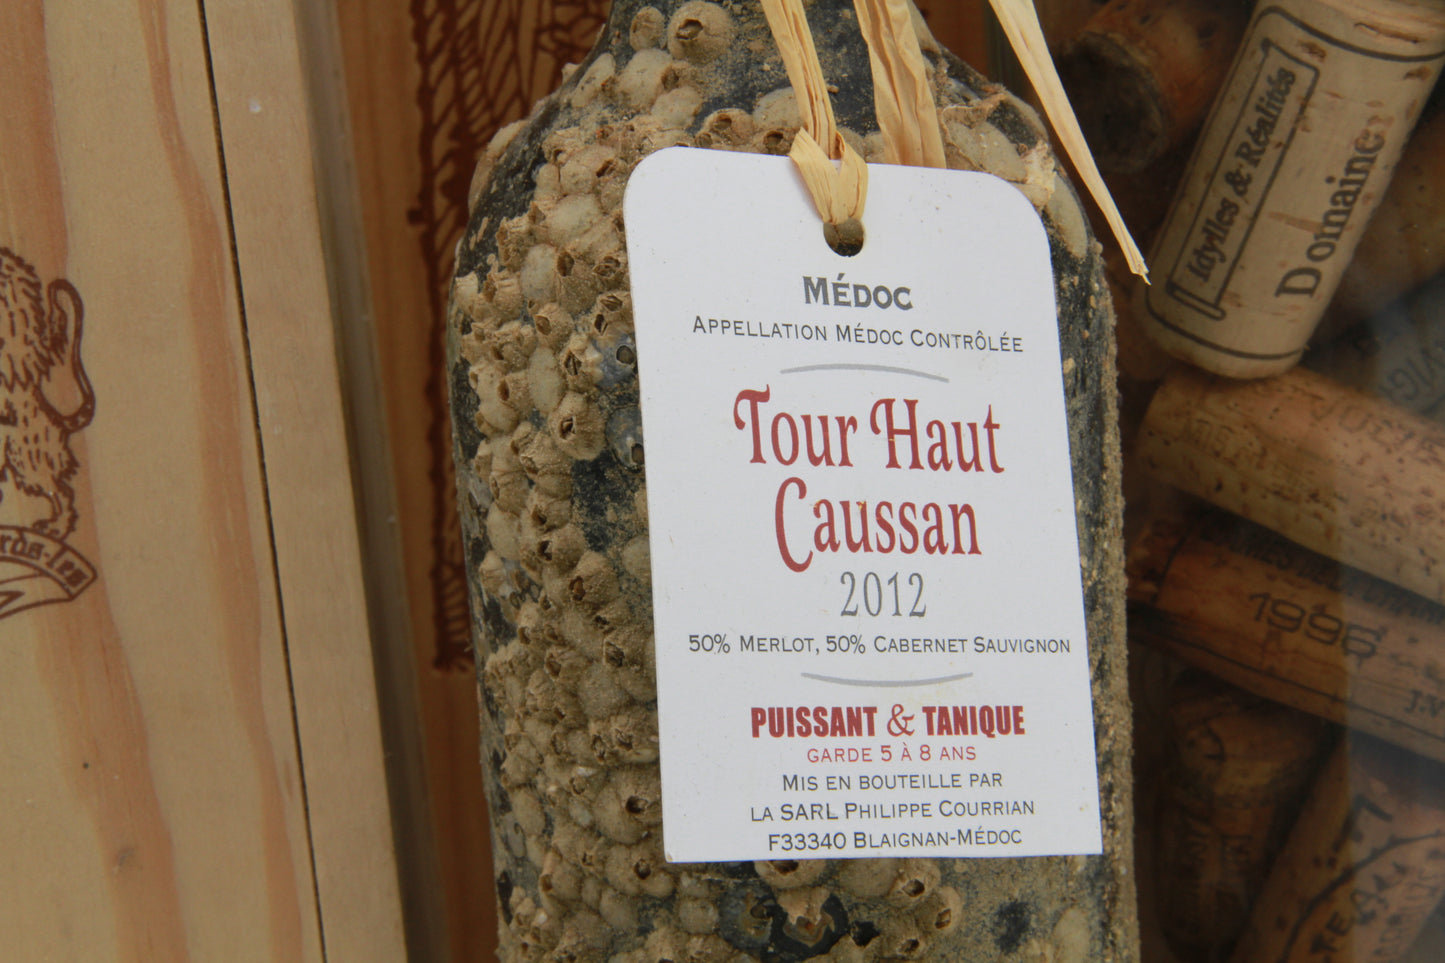 MÉDOC
APPELLATION MÉDOC CONTRÔLÉE
Tour Haut
Caussan
2012
50% MERLOT, 50% CABERNET SAUVIGNON
PUISSANT & TANIQUE
GARDE 5 À 8 ANS
MIS EN BOUTEILLE PAR
LA SARL PHILIPPE COURRIAN
F33340 BLAIGNAN-MÉDOC
Idylles & Réalités
Domaine
1996